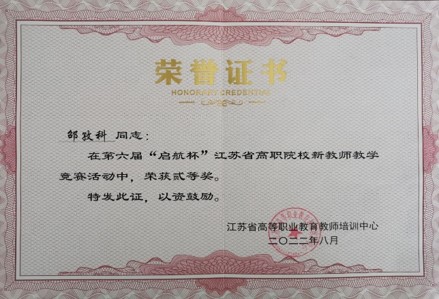 荣誉证书
HONORARY CREDENTIAL
同志：
在第六届“启航杯”江苏省高职院校新教师教学
竞赛活动中，荣获贰等奖。
特发此证，以资鼓励。
江苏省高等职业教育教师培训中心
二〇二二年八月